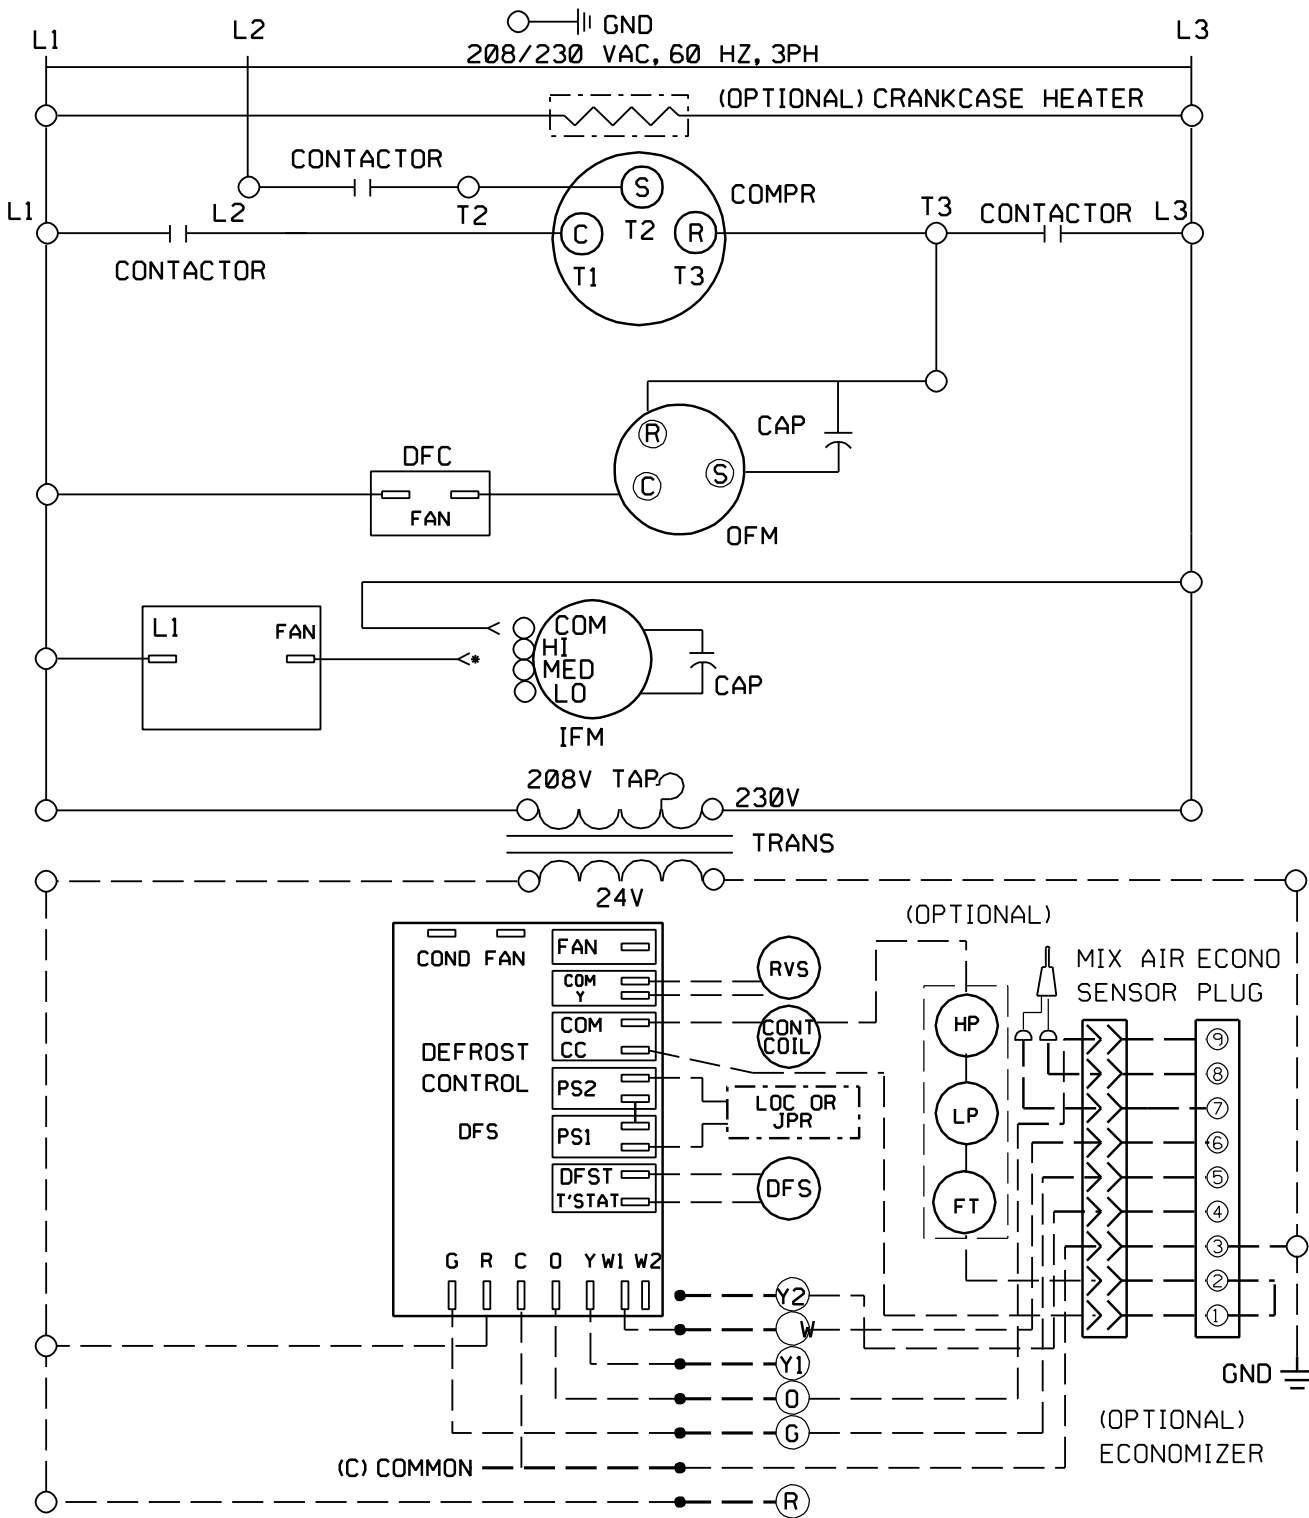 L1
L2
GND
L3
208/230 VAC, 60 HZ, 3PH
(OPTIONAL) CRANKCASE HEATER
CONTACTOR
S
COMPR
L1
L2
T2
T2
T3
CONTACTOR
L3
C
R
CONTACTOR
T1
T3
CAP
R
DFC
S
C
FAN
OFM
L1
FAN
COM
HI
*
MED
LO
CAP
IFM
208V TAP
230V
TRANS
24V
(OPTIONAL)
COND FAN
FAN
RVS
MIX AIR ECONO
SENSOR PLUG
COM
Y
COM
CC
CONT
COIL
HP
9
DEFROST
CONTROL
PS2
LOC OR
JPR
8
7
LP
DFS
PS1
6
DFST
T'STAT
DFS
5
FT
4
3
G R C O Y W1 W2
2
Y2
1
W
Y1
GND
O
(OPTIONAL)
ECONOMIZER
G
(C) COMMON
R